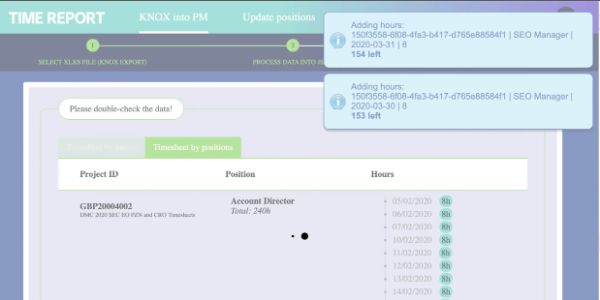 TIME REPORT
KNOX into PM
Update positions
1
2
SELECT XLSX FILE (KNOX EXPORT)
PROCESS DATA INTO
Adding hours:
150f3558-6f08-4fa3-b417-d765e88584f1 | SEO Manager |
2020-03-31 | 8
154 left
Adding hours:
150f3558-6f08-4fa3-b417-d765e88584f1 | SEO Manager |
2020-03-30 | 8
153 left
Please double-check the data!
Timesheet by
Timesheet by positions
Project ID
Position
Hours
GBP20004002
DMC 2020 SEC EO PZN and CRO Timesheets
Account Director
Total: 240h
05/02/2020 8h
06/02/2020 8h
07/02/2020 8h
10/02/2020 8h
11/02/2020 8h
12/02/2020 8h
13/02/2020 8h
14/02/2020 8h